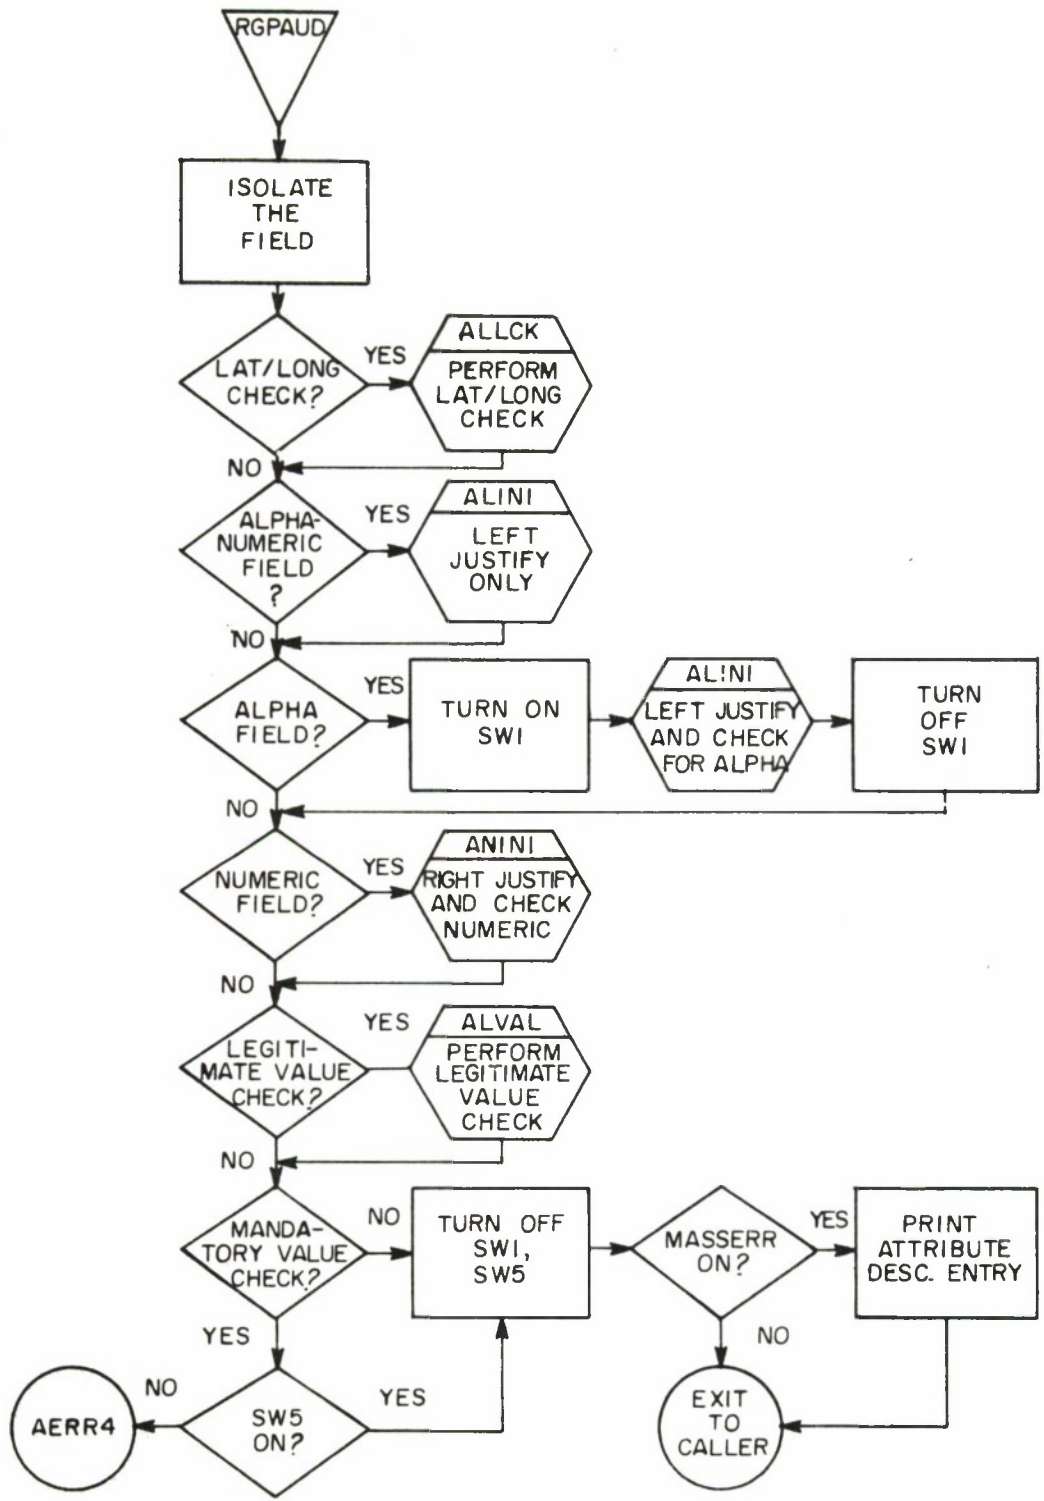 RGPAUD
ISOLATE
THE
FIELD
LAT/LONG
CHECK?
YES
ALLCK
PERFORM
LAT/LONG
CHECK
NO
ALPHA-
NUMERIC
FIELD
?
YES
ALINI
LEFT
JUSTIFY
ONLY
NO
ALPHA
FIELD?
YES
TURN ON
SW1
ALINI
LEFT JUSTIFY
AND CHECK
FOR ALPHA
TURN
OFF
SW1
NO
NUMERIC
FIELD?
YES
ANINI
RIGHT JUSTIFY
AND CHECK
NUMERIC
NO
LEGITI-
MATE VALUE
CHECK?
YES
ALVAL
PERFORM
LEGITIMATE
VALUE
CHECK
NO
MANDA-
TORY VALUE
CHECK?
NO
TURN OFF
SW1,
SW5
MASSERR
ON?
YES
PRINT
ATTRIBUTE
DESC. ENTRY
YES
NO
AERR4
NO
SW5
ON?
YES
EXIT
TO
CALLER